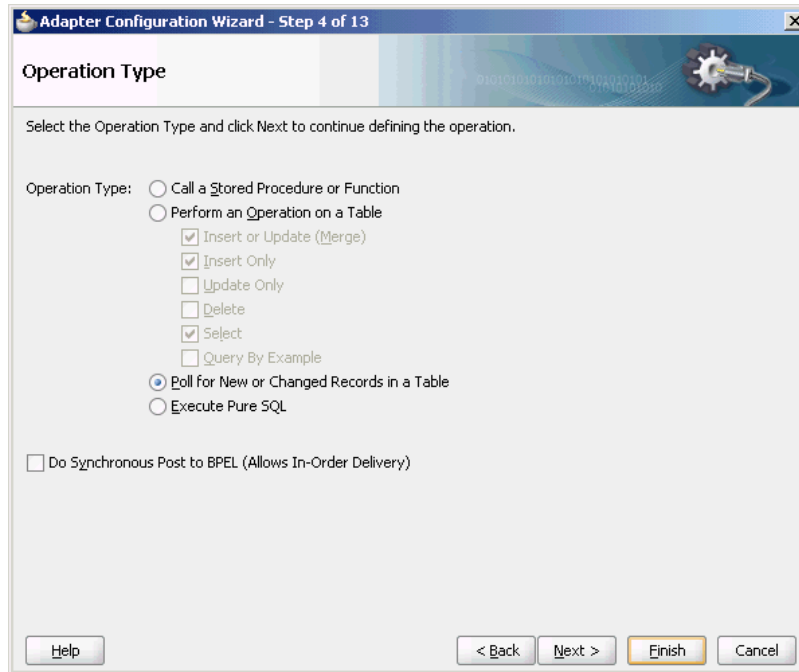 Adapter Configuration Wizard - Step 4 of 13
Operation Type
Select the Operation Type and click Next to continue defining the operation.
Operation Type: Call a Stored Procedure or Function
Perform an Operation on a Table
Insert or Update (Merge)
Insert Only
Update Only
Delete
Select
Query By Example
Poll for New or Changed Records in a Table
Execute Pure SQL
Do Synchronous Post to BPEL (Allows In-Order Delivery)
Help < Back Next > Finish Cancel